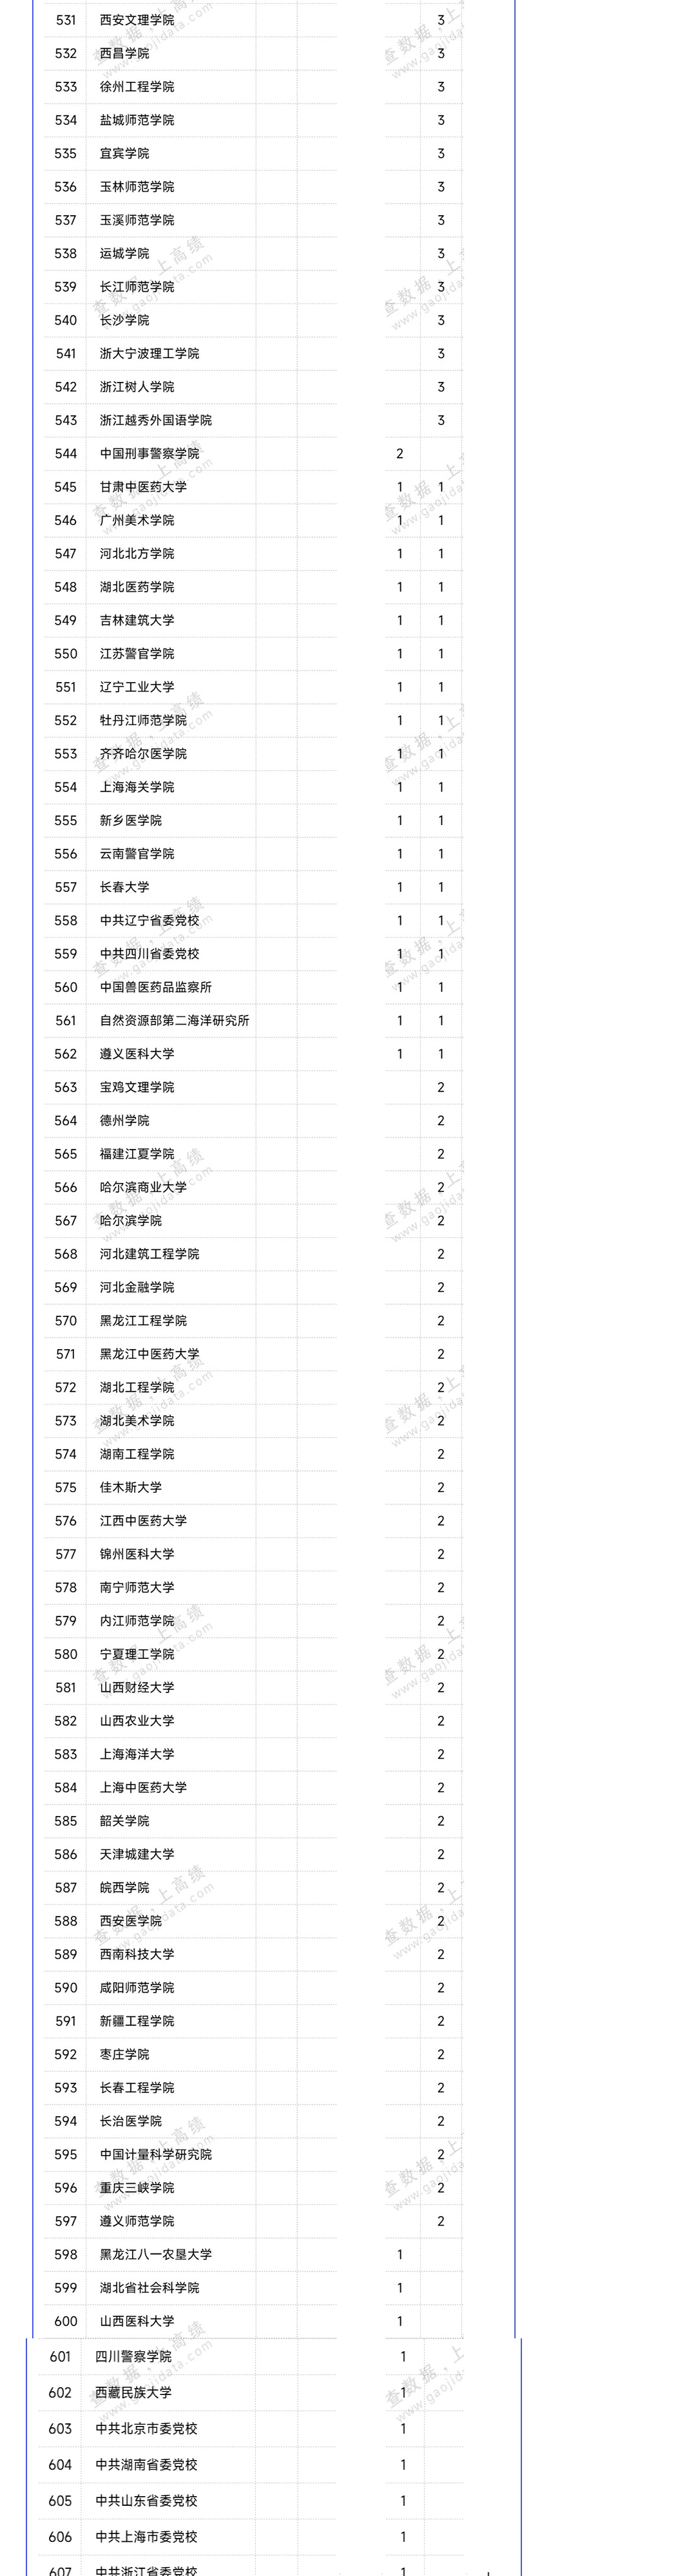 531 西安文理学院 3
532 西昌学院 3
533 徐州工程学院 3
534 盐城师范学院 3
535 宜宾学院 3
536 玉林师范学院 3
537 玉溪师范学院 3
538 运城学院 3
539 长江师范学院 3
540 长沙学院 3
541 浙大宁波理工学院 3
542 浙江树人学院 3
543 浙江越秀外国语学院 3
544 中国刑事警察学院 2
545 甘肃中医药大学 1 1
546 广州美术学院 1 1
547 河北北方学院 1 1
548 湖北医药学院 1 1
549 吉林建筑大学 1 1
550 江苏警官学院 1 1
551 辽宁工业大学 1 1
552 牡丹江师范学院 1 1
553 齐齐哈尔医学院 1 1
554 上海海关学院 1 1
555 新乡医学院 1 1
556 云南警官学院 1 1
557 长春大学 1 1
558 中共辽宁省委党校 1 1
559 中共四川省委党校 1 1
560 中国兽医药品监察所 1 1
561 自然资源部第二海洋研究所 1 1
562 遵义医科大学 1 1
563 宝鸡文理学院 2
564 德州学院 2
565 福建江夏学院 2
566 哈尔滨商业大学 2
567 哈尔滨学院 2
568 河北建筑工程学院 2
569 河北金融学院 2
570 黑龙江工程学院 2
571 黑龙江中医药大学 2
572 湖北工程学院 2
573 湖北美术学院 2
574 湖南工程学院 2
575 佳木斯大学 2
576 江西中医药大学 2
577 锦州医科大学 2
578 南宁师范大学 2
579 内江师范学院 2
580 宁夏理工学院 2
581 山西财经大学 2
582 山西农业大学 2
583 上海海洋大学 2
584 上海中医药大学 2
585 韶关学院 2
586 天津城建大学 2
587 皖西学院 2
588 西安医学院 2
589 西南科技大学 2
590 咸阳师范学院 2
591 新疆工程学院 2
592 枣庄学院 2
593 长春工程学院 2
594 长治医学院 2
595 中国计量科学研究院 2
596 重庆三峡学院 2
597 遵义师范学院 2
598 黑龙江八一农垦大学 1
599 湖北省社会科学院 1
600 山西医科大学 1
601 四川警察学院 1
602 西藏民族大学 1
603 中共北京市委党校 1
604 中共湖南省委党校 1
605 中共山东省委党校 1
606 中共上海市委党校 1
607 中共浙江省委党校 1
查数据，上高绩
www.gaojidata.com